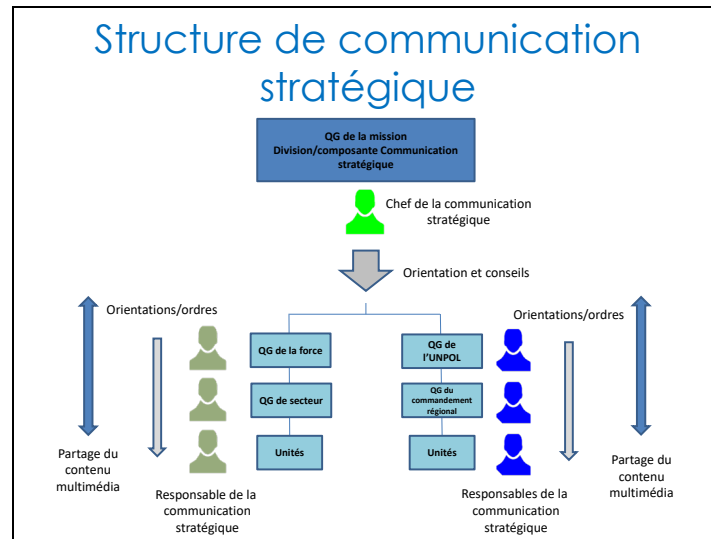 Structure de communication
stratégique
QG de la mission
Division/composante Communication
stratégique
Chef de la communication
stratégique
Orientation et conseils
Orientations/ordres
Orientations/ordres
QG de la force
QG de
l'UNPOL
QG de secteur
QG du
commandement
régional
Unités
Unités
Partage du
contenu
multimédia
Partage du
contenu
multimédia
Responsable de la
communication
stratégique
Responsables de la
communication
stratégique